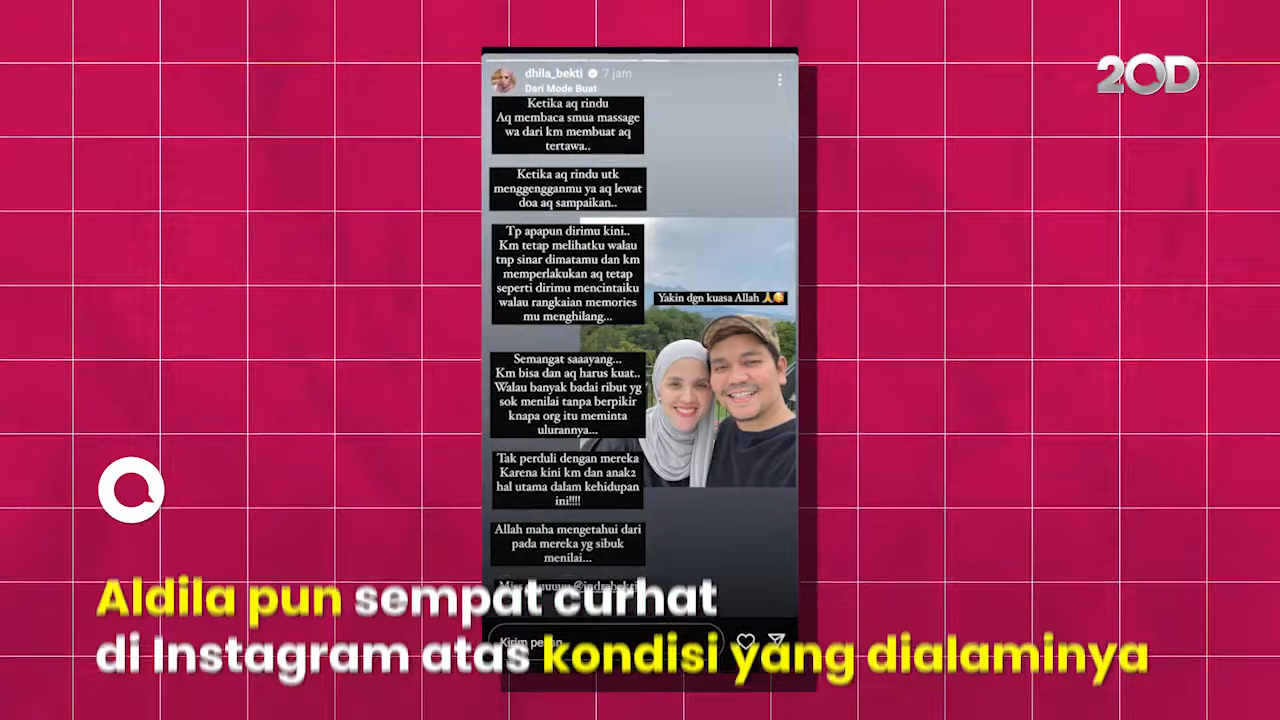 20D
dhila_bekti 7 jam
Dari Mode Buat
Ketika aq rindu
Aq membaca smua massage
wa dari km membuat aq
tertawa..
Ketika aq rindu utk
menggengganmu ya aq lewat
doa aq sampaikan..
Tp apapun dirimu kini..
Km tetap melihatku walau
tnp sinar dimatamu dan km
memperlakukan aq tetap
seperti dirimu mencintaiku
walau rangkaian memories
mu menghilang...
Yakin dgn kuasa Allah 🙏🥰
Semangat saaayang...
Km bisa dan aq harus kuat..
Walau banyak badai ribut yg
sok menilai tanpa berpikir
knapa org itu meminta
ulurannya...
Tak perduli dengan mereka
Karena kini km dan anak2
hal utama dalam kehidupan
ini!!!!
Allah maha mengetahui dari
pada mereka yg sibuk
menilai...
@indrabekti
Kirim
Aldila pun sempat curhat
di Instagram atas kondisi yang dialaminya